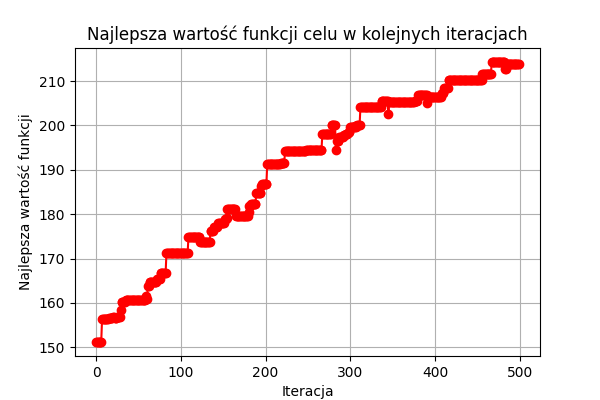 Najlepsza wartość funkcji celu w kolejnych iteracjach
Najlepsza wartość funkcji
210
200
190
180
170
160
150
0 100 200 300 400 500
Iteracja